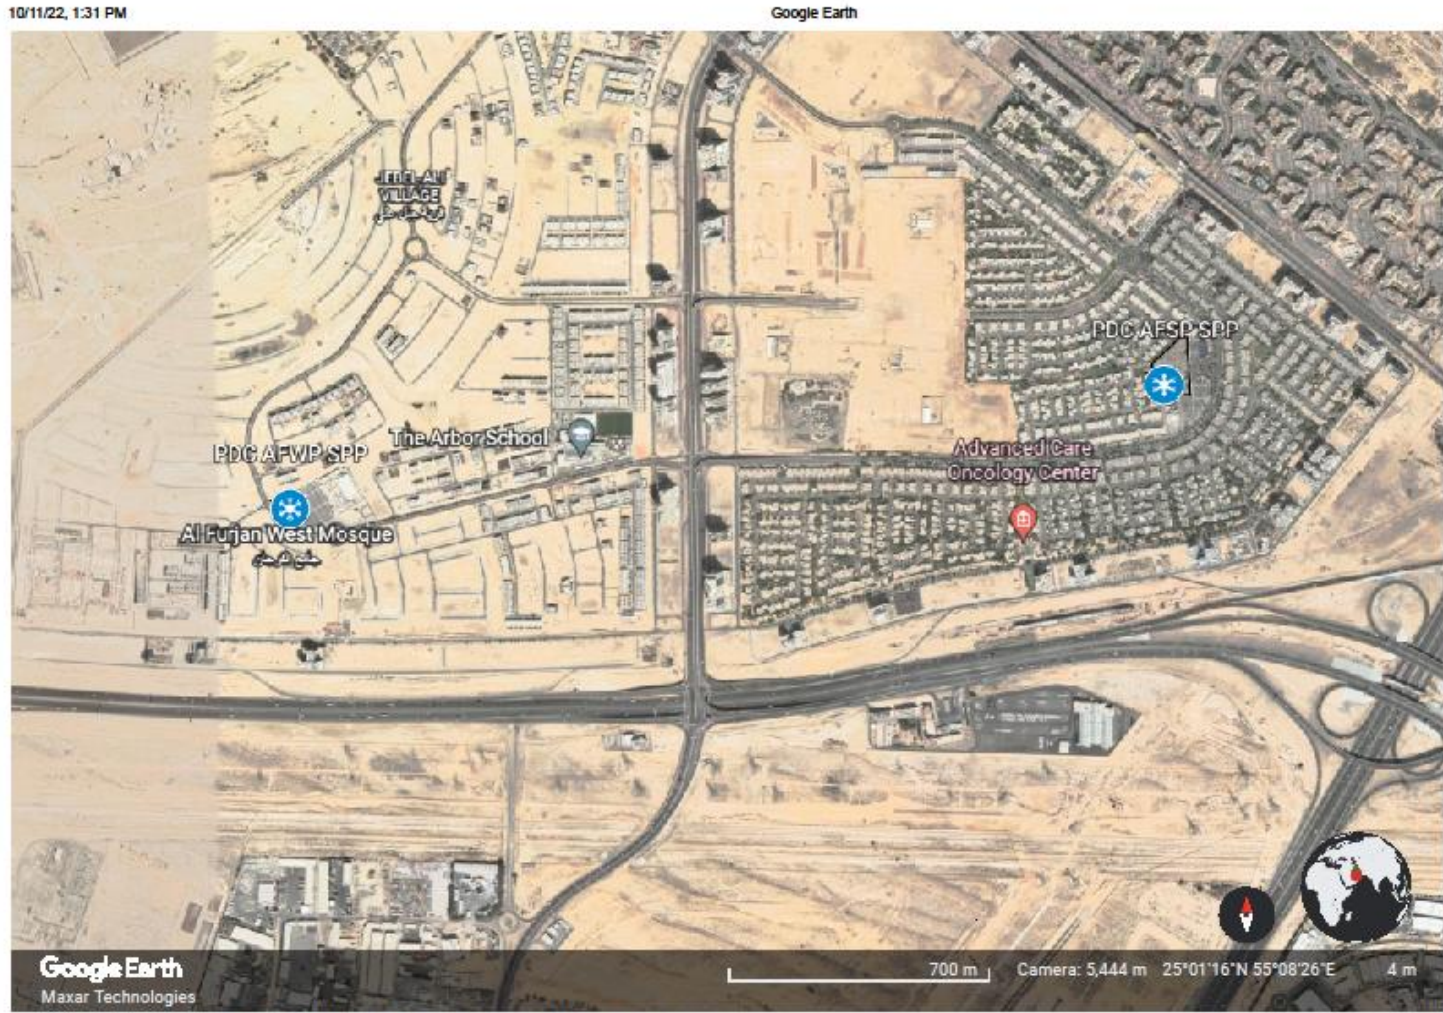 10/11/22, 1:31 PM
Google Earth
JEBEL ALI
VILLAGE
PDC AFSP SPP
The Arbor School
PDC AFWP SPP
Advanced Care
Oncology Center
Al Furjan West Mosque
Google Earth
Maxar Technologies
700 m
Camera: 5,444 m 25°01'16"N 55°08'26"E 4 m